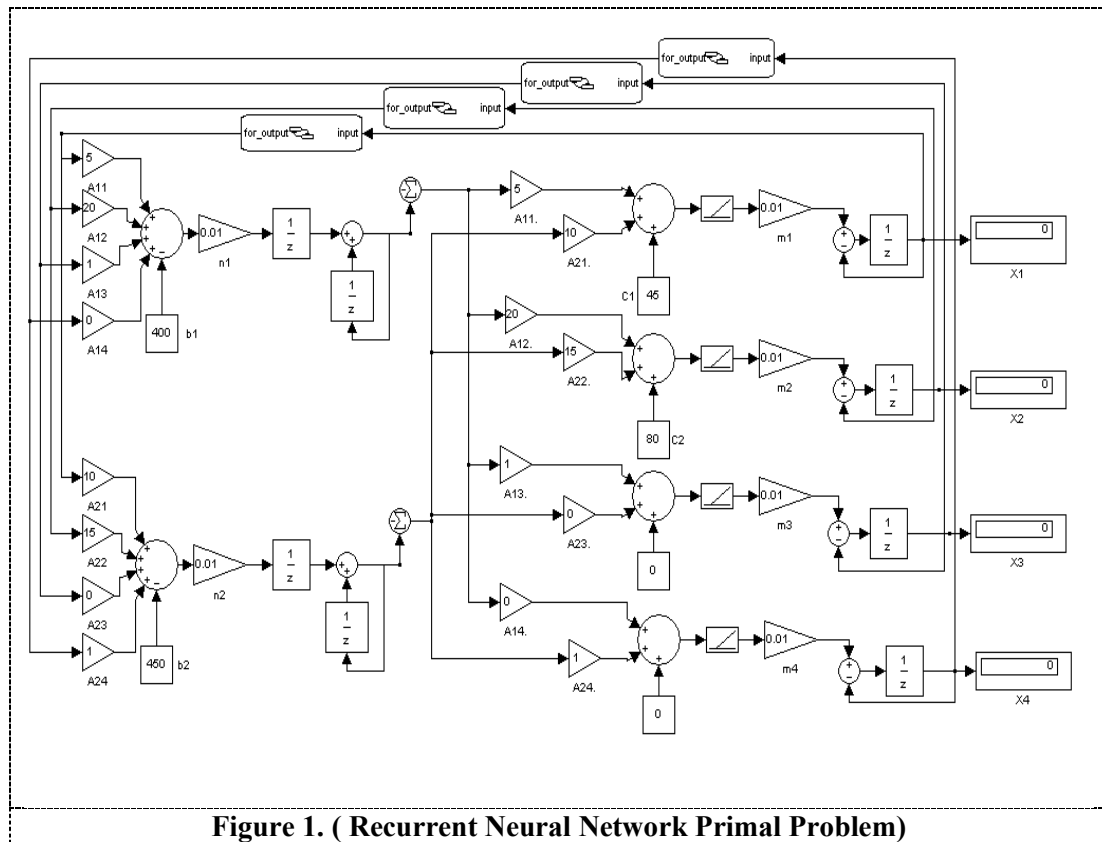 for_output input
for_output input
for_output input
for_output input
5
A11
20
A12
1
A13
0
A14
400
b1
0.01
n1
1
z
1
z
Σ
5
A11.
10
A21.
C1
45
0.01
m1
1
z
0
X1
20
A12.
15
A22.
80
C2
0.01
m2
1
z
0
X2
10
A21
15
A22
0
A23
1
A24
450
b2
0.01
n2
1
z
1
z
Σ
1
A13.
0
A23.
0
0.01
m3
1
z
0
X3
0
A14.
1
A24.
0
0.01
m4
1
z
0
X4
Figure 1. ( Recurrent Neural Network Primal Problem)